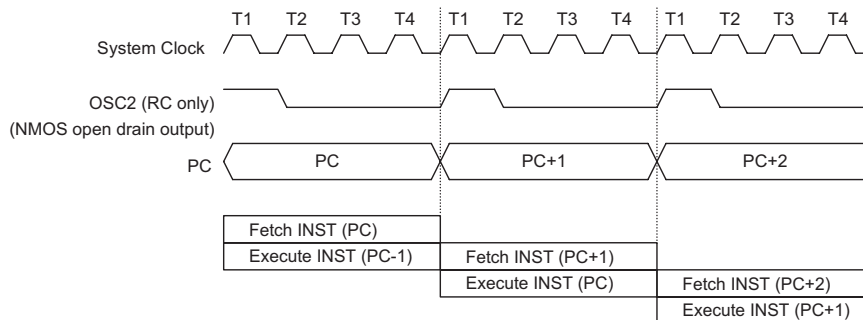 T1 T2 T3 T4 T1 T2 T3 T4 T1 T2 T3 T4
System Clock
OSC2 (RC only)
(NMOS open drain output)
PC PC PC+1 PC+2
Fetch INST (PC)
Execute INST (PC-1) Fetch INST (PC+1)
Execute INST (PC) Fetch INST (PC+2)
Execute INST (PC+1)